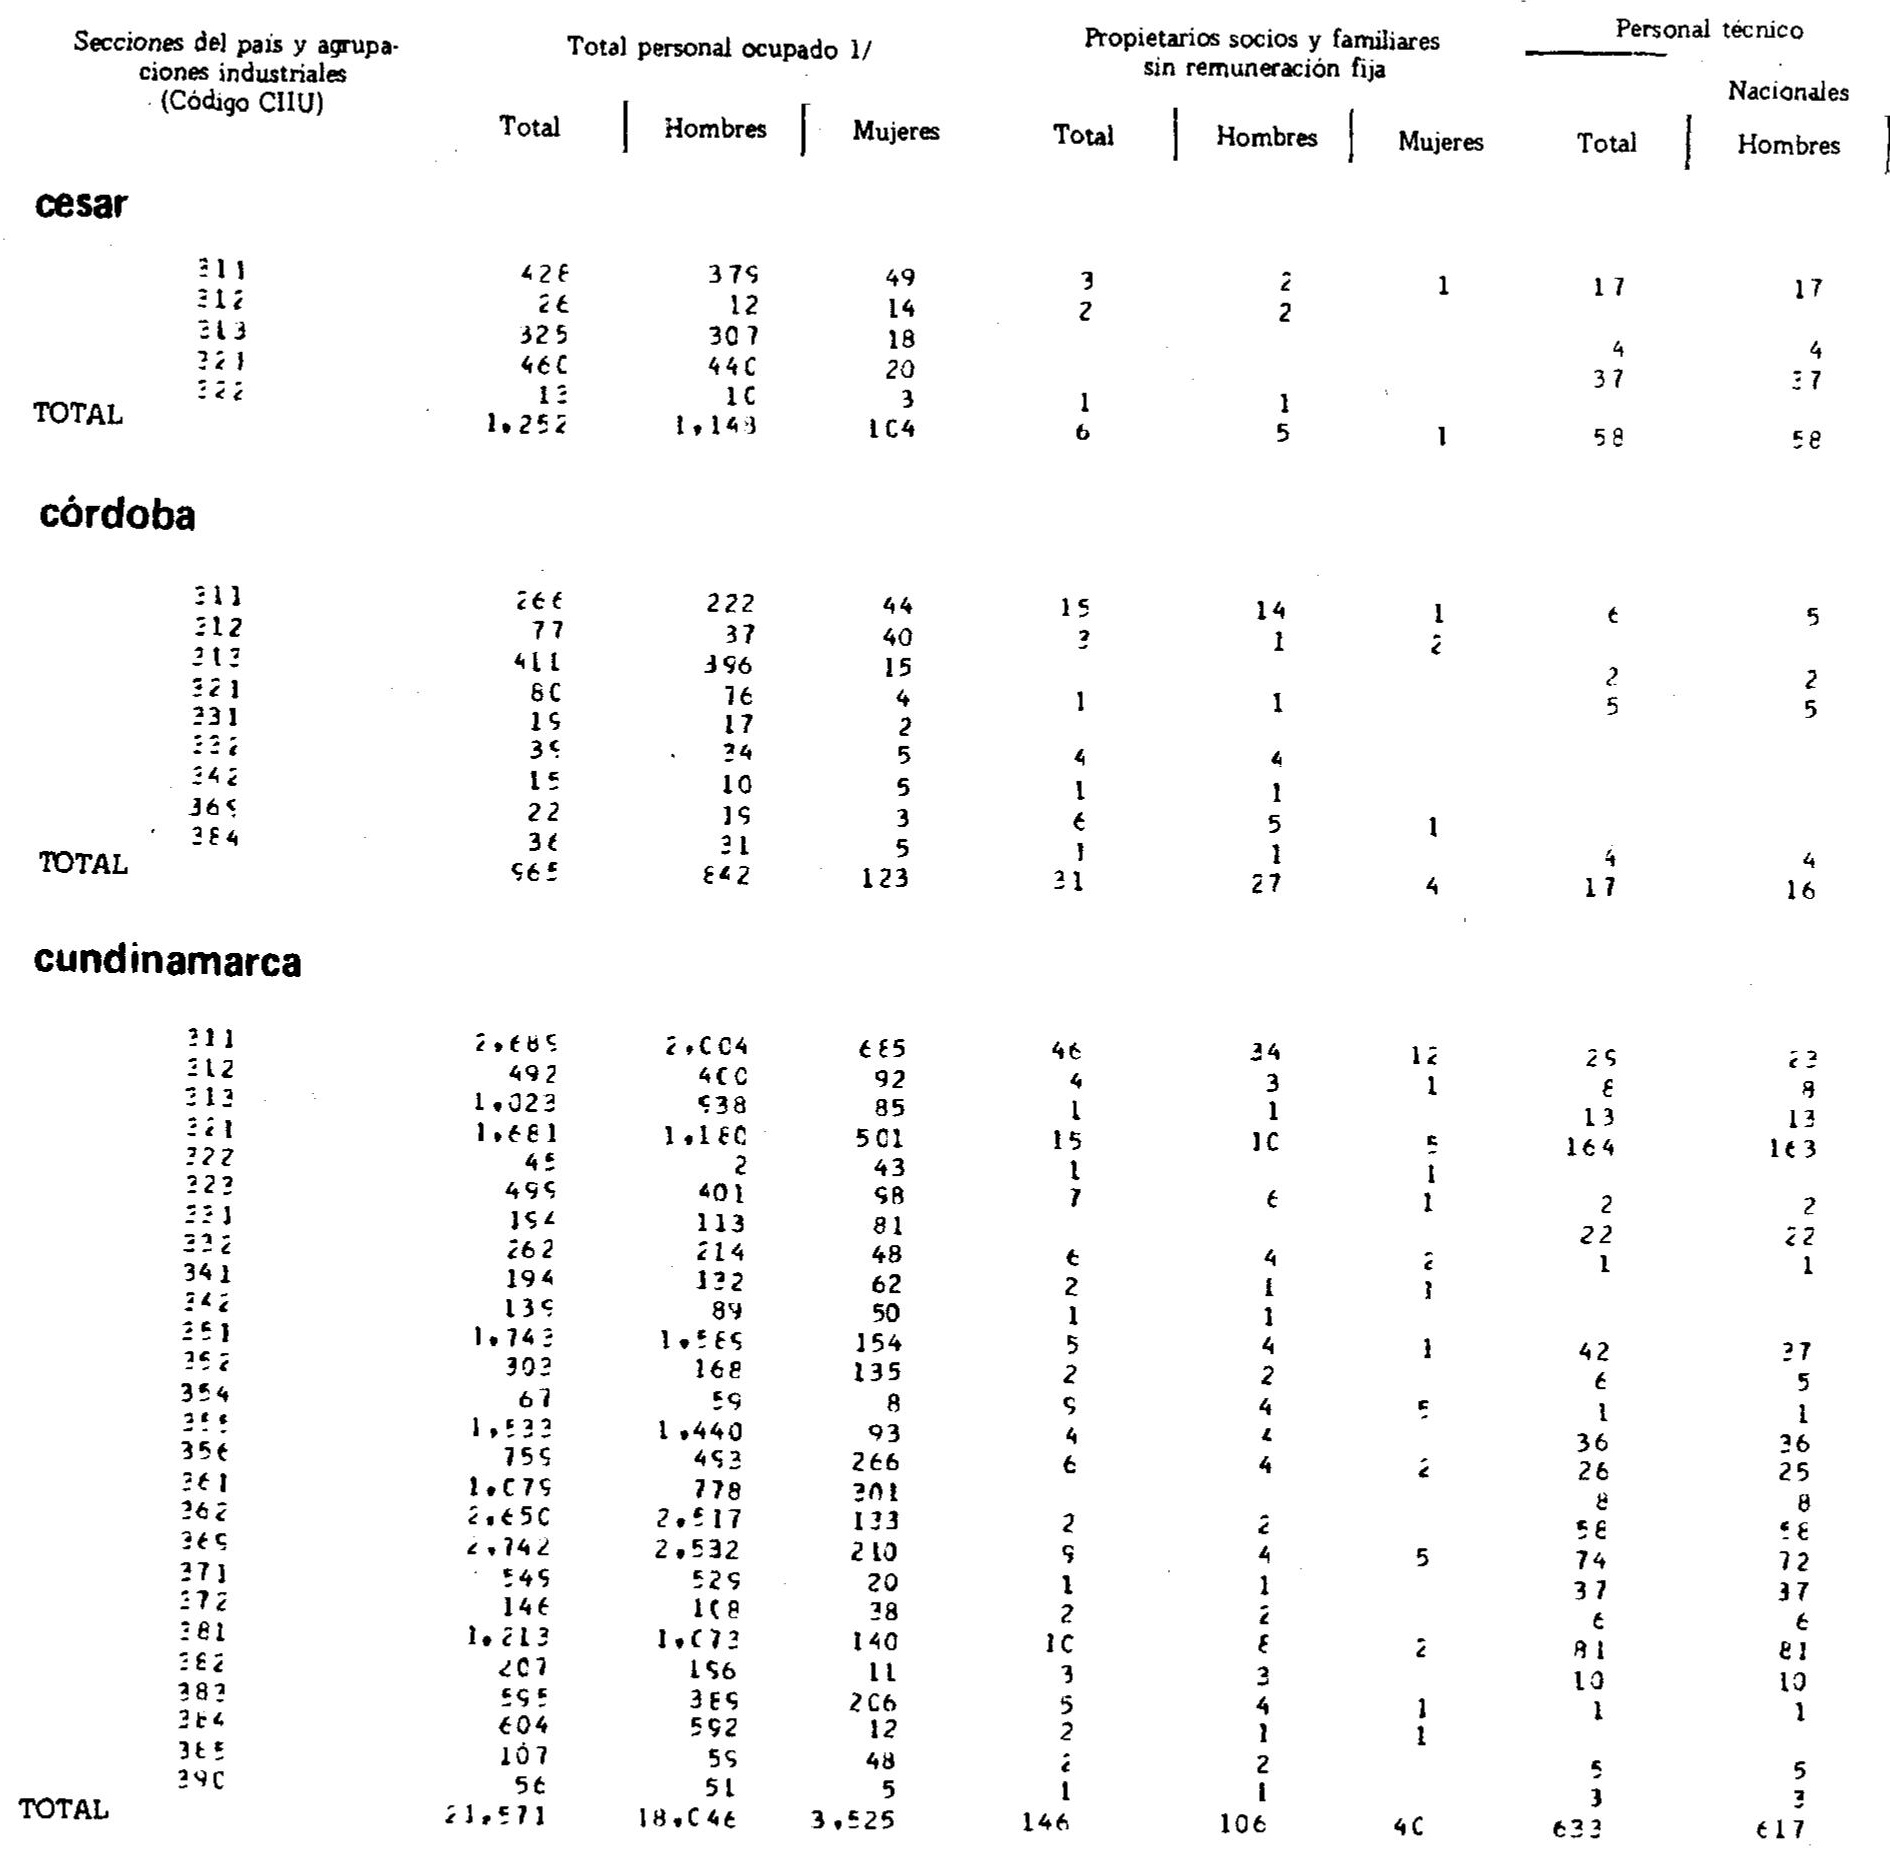 Personal técnico
Secciones del país y agrupa- Total personal ocupado 1/ Propietarios socios y familiares
ciones industriales sin remuneración fija
(Código CIIU) Nacionales
Total Hombres Mujeres Total Hombres Mujeres Total Hombres
cesar
311 428 379 49 3 2 1 17 17
312 26 12 14 2 2
313 325 307 18 4 4
321 460 440 20 37 37
322 13 10 3 1 1
TOTAL 1,252 1,148 104 6 5 1 58 58
córdoba
311 266 222 44 15 14 1 6 5
312 77 37 40 3 1 2
313 411 396 15 2 2
321 80 76 4 1 1 5 5
331 19 17 2
332 39 34 5 4 4
342 15 10 5 1 1
369 22 19 3 6 5 1
384 36 31 5 1 1 4 4
TOTAL 965 842 123 31 27 4 17 16
cundinamarca
311 2,689 2,004 685 46 34 12 29 23
312 492 400 92 4 3 1 8 8
313 1,023 938 85 1 1 13 13
321 1,681 1,180 501 15 10 5 164 163
322 45 2 43 1 1
323 499 401 98 7 6 1 2 2
331 194 113 81 22 22
332 262 214 48 6 4 2 1 1
341 194 132 62 2 1 1
342 139 89 50 1 1
351 1,743 1,589 154 5 4 1 42 37
352 303 168 135 2 2 6 5
354 67 59 8 9 4 5 1 1
355 1,533 1,440 93 4 4 36 36
356 759 493 266 6 4 2 26 25
361 1,079 778 301 8 8
362 2,650 2,517 133 2 2 58 58
369 2,742 2,532 210 9 4 5 74 72
371 549 529 20 1 1 37 37
372 146 108 38 2 2 6 6
381 1,213 1,073 140 10 8 2 81 81
382 207 196 11 3 3 10 10
383 595 389 206 5 4 1 1 1
384 604 592 12 2 1 1
385 107 59 48 2 2 5 5
390 56 51 5 1 1 3 3
TOTAL 21,571 18,046 3,525 146 106 40 633 617